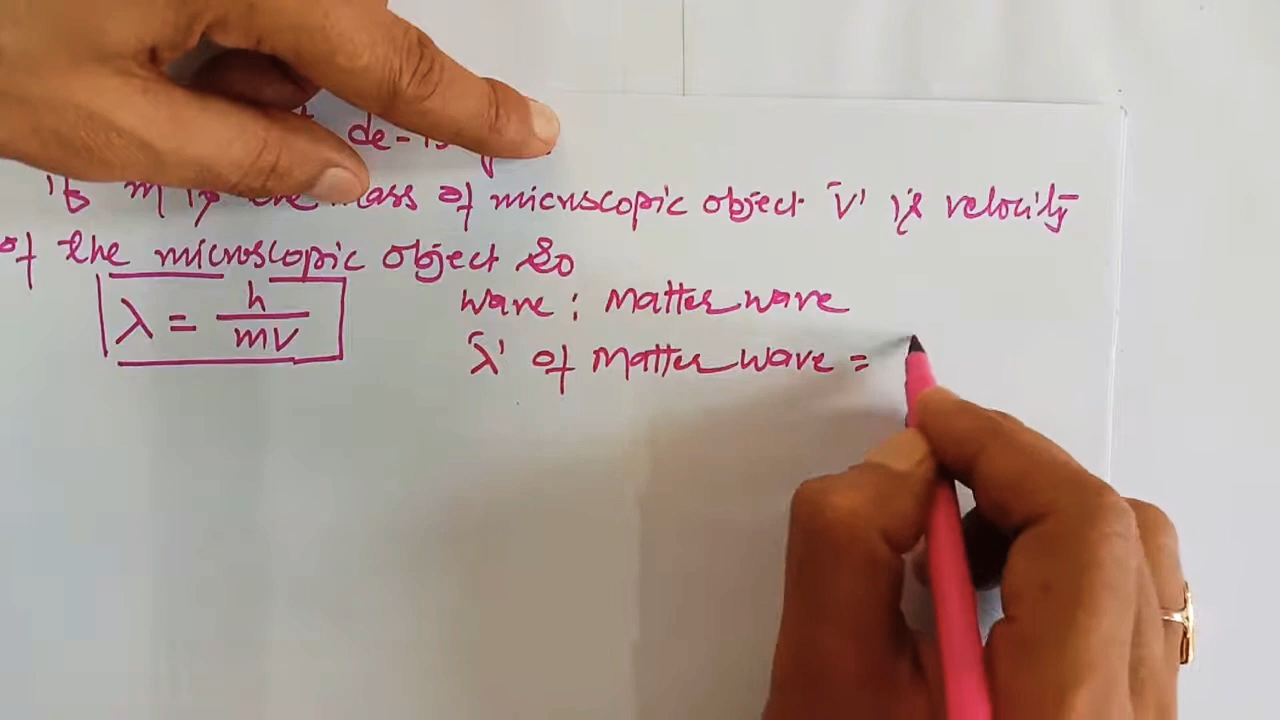 de-
if m is the mass of microscopic object 'v' is velocity
of the microscopic object so
λ = h/mv
wave : Matter wave
'λ' of Matter wave =